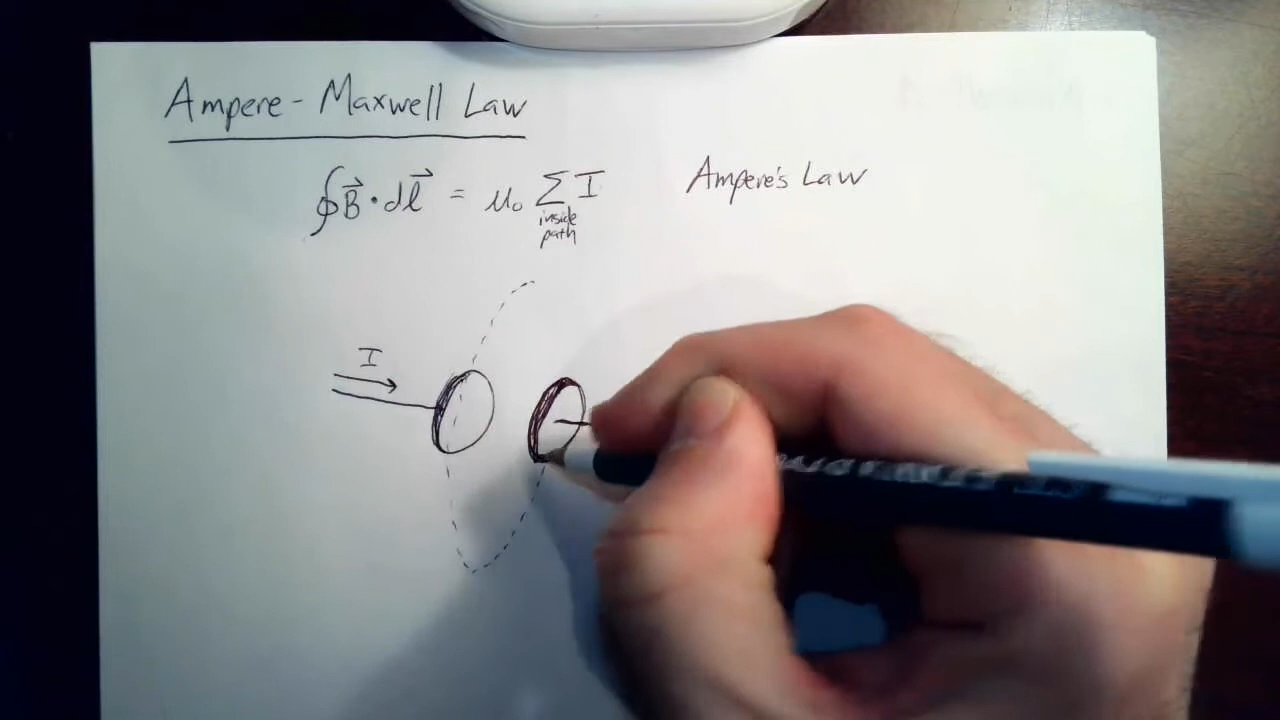 Ampere-Maxwell Law
∮B⃗·dl⃗ = μ₀ ∑ I Ampere's Law
inside
path
I